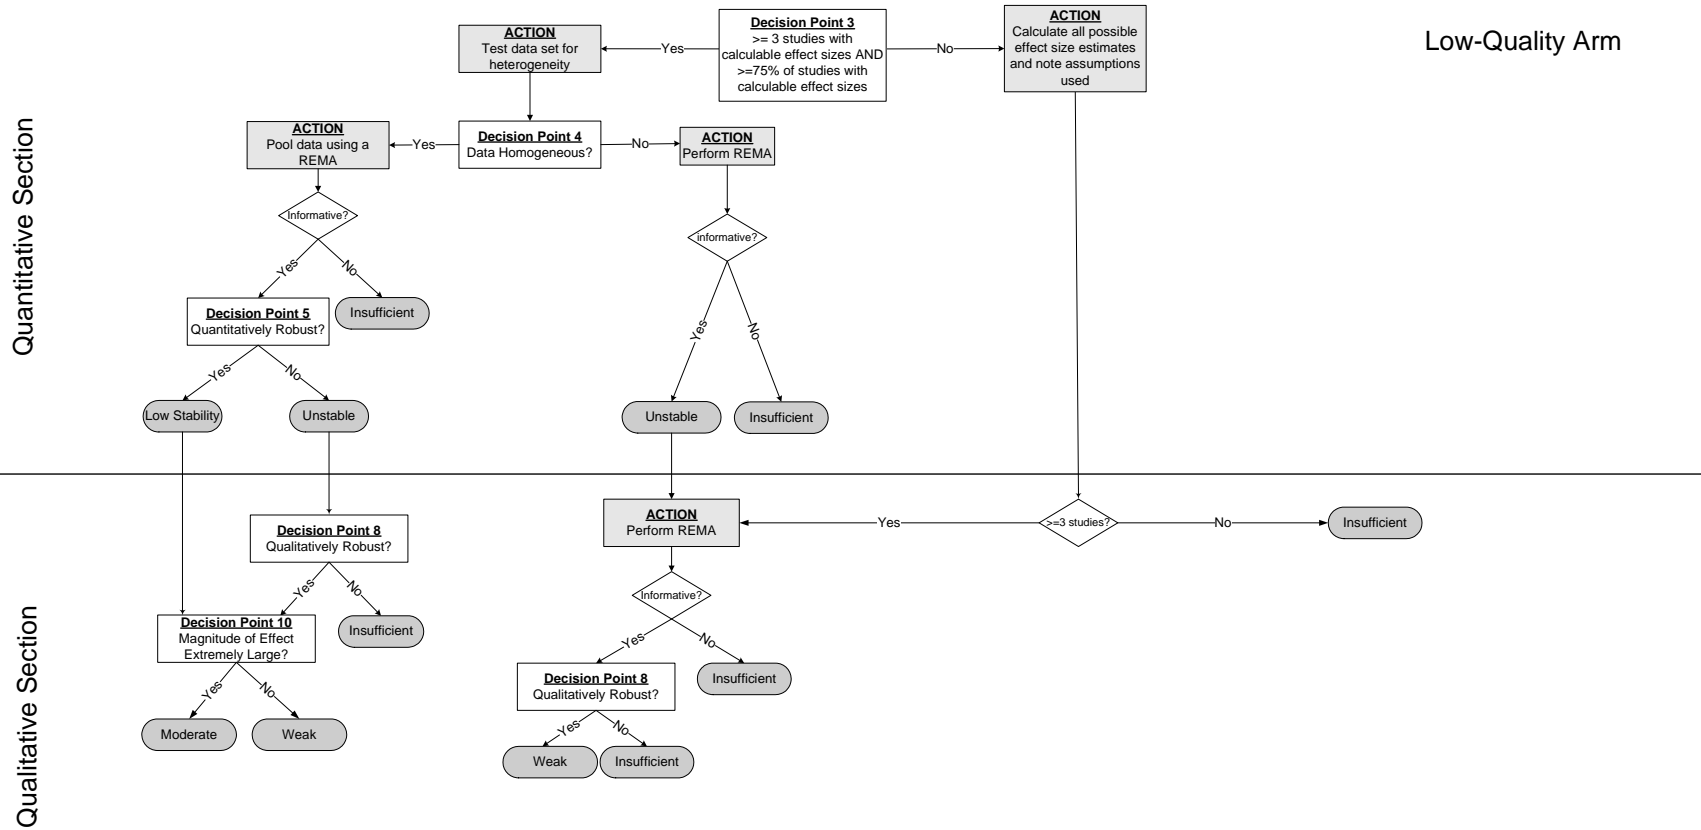 Low-Quality Arm
Quantitative Section
Decision Point 3
>= 3 studies with
calculable effect sizes AND
>=75% of studies with
calculable effect sizes
Yes
No
ACTION
Test data set for
heterogeneity
ACTION
Calculate all possible
effect size estimates
and note assumptions
used
Decision Point 4
Data Homogeneous?
Yes
No
ACTION
Pool data using a
REMA
ACTION
Perform REMA
Informative?
informative?
Yes
No
Decision Point 5
Quantitatively Robust?
Insufficient
Yes
No
Yes
No
Low Stability
Unstable
Unstable
Insufficient
Qualitative Section
Decision Point 8
Qualitatively Robust?
ACTION
Perform REMA
Yes
>=3 studies?
No
Insufficient
Yes
No
Informative?
Decision Point 10
Magnitude of Effect
Extremely Large?
Insufficient
Yes
No
Yes
No
Decision Point 8
Qualitatively Robust?
Insufficient
Moderate
Weak
Yes
No
Weak
Insufficient